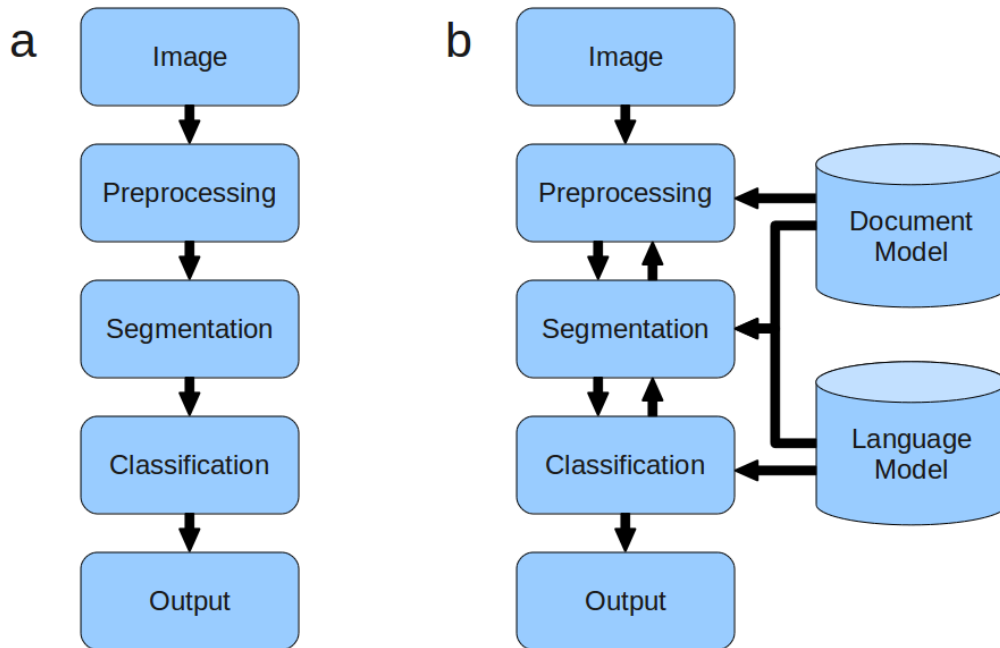 a
Image
Preprocessing
Segmentation
Classification
Output
b
Image
Preprocessing
Segmentation
Classification
Output
Document
Model
Language
Model